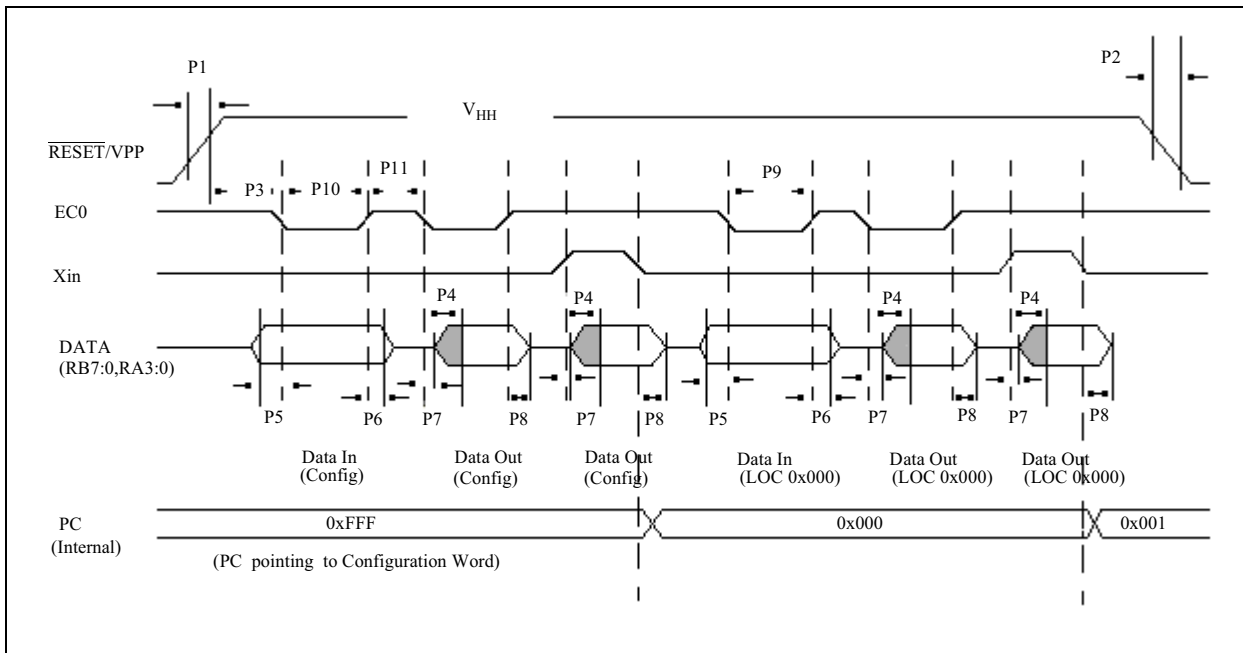 P1
P2
VHH
RESET/VPP
P3
P10
P11
P9
EC0
Xin
P4
P4
P4
P4
DATA
(RB7:0,RA3:0)
P5
P6
P7
P8
P7
P8
P5
P6
P7
P8
P7
P8
Data In
(Config)
Data Out
(Config)
Data Out
(Config)
Data In
(LOC 0x000)
Data Out
(LOC 0x000)
Data Out
(LOC 0x000)
PC
(Internal)
0xFFF
0x000
0x001
(PC pointing to Configuration Word)